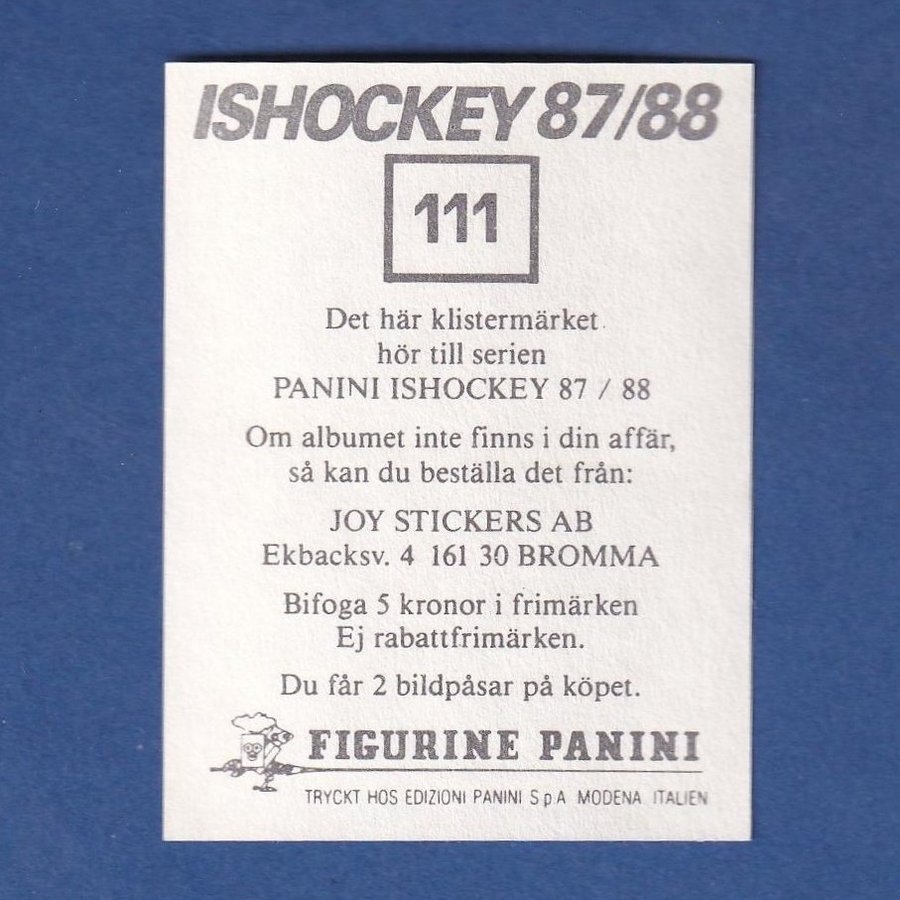 ISHOCKEY 87/88
111
Det här klistermärket
hör till serien
PANINI ISHOCKEY 87 / 88
Om albumet inte finns i din affär,
så kan du beställa det från:
JOY STICKERS AB
Ekbacksv. 4 161 30 BROMMA
Bifoga 5 kronor i frimärken
Ej rabattfrimärken.
Du får 2 bildpåsar på köpet.
FIGURINE PANINI
TRYCKT HOS EDIZIONI PANINI S.p.A MODENA ITALIEN